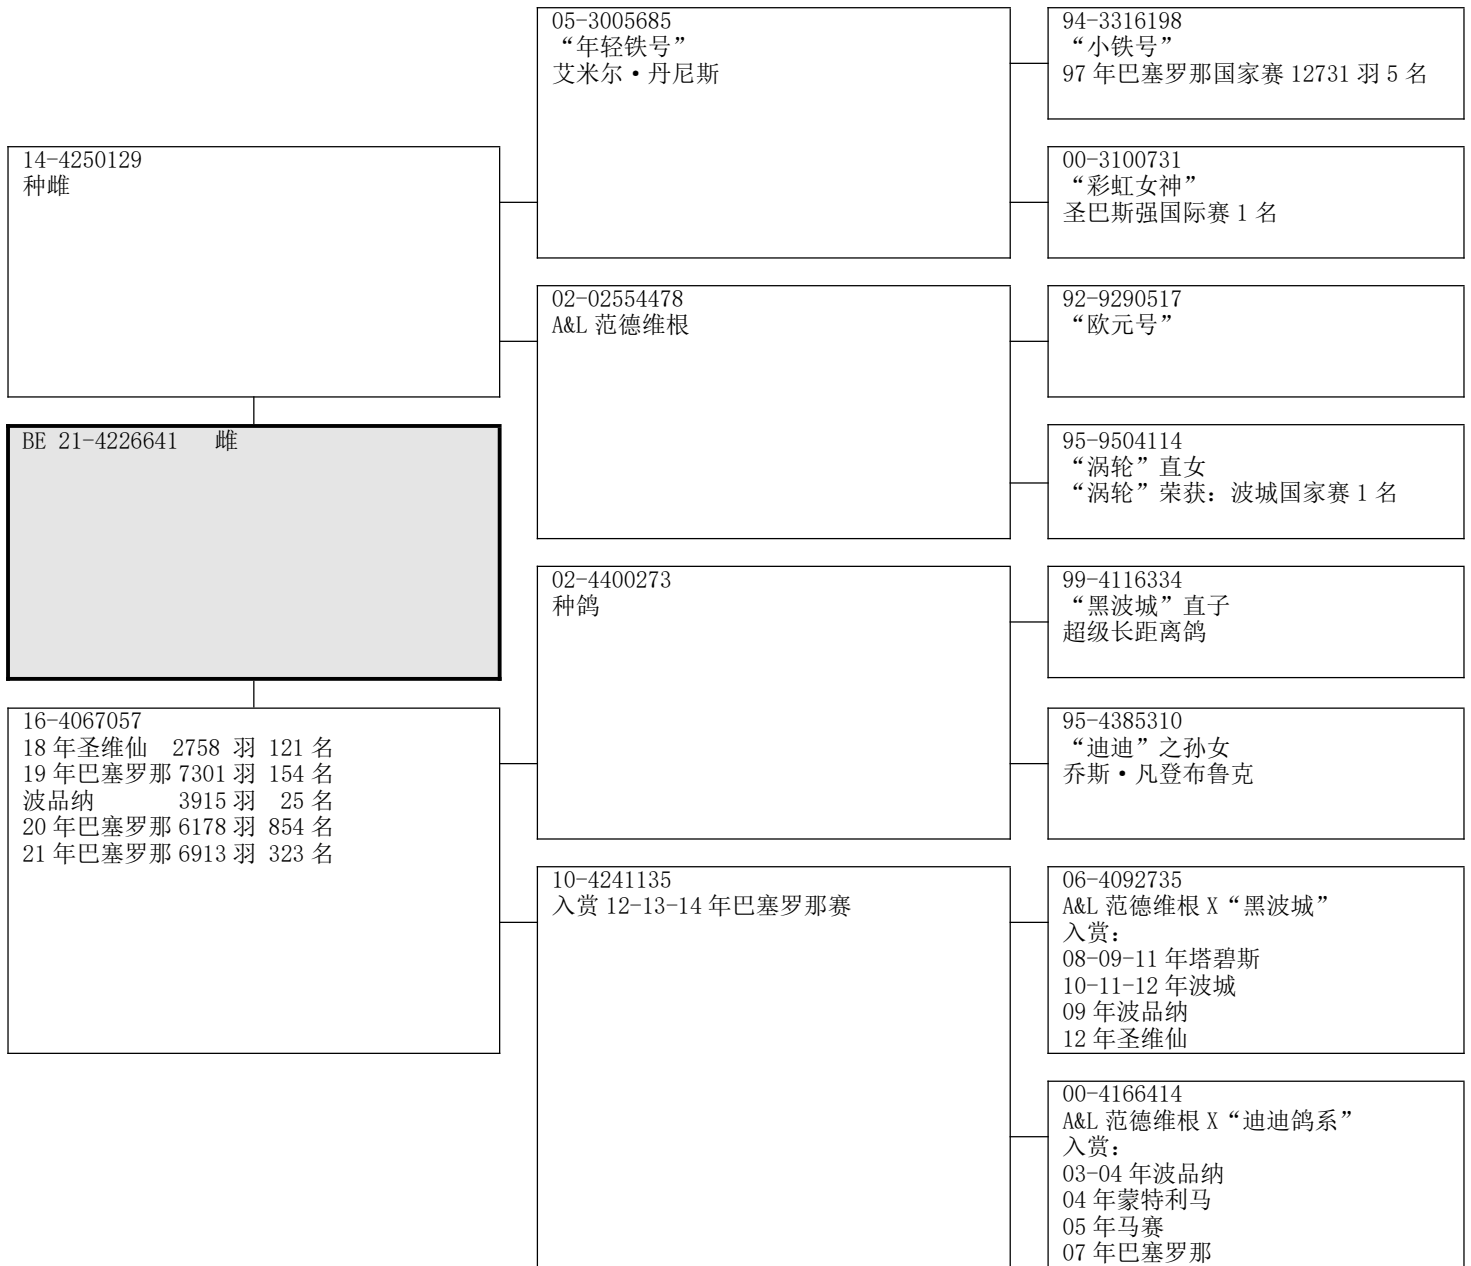 14-4250129
种雌
BE 21-4226641 雌
16-4067057
18 年圣维仙 2758 羽 121 名
19 年巴塞罗那 7301 羽 154 名
波品纳 3915 羽 25 名
20 年巴塞罗那 6178 羽 854 名
21 年巴塞罗那 6913 羽 323 名
05-3005685
“年轻铁号”
艾米尔·丹尼斯
02-02554478
A&L 范德维根
02-4400273
种鸽
10-4241135
入赏 12-13-14 年巴塞罗那赛
94-3316198
“小铁号”
97 年巴塞罗那国家赛 12731 羽 5 名
00-3100731
“彩虹女神”
圣巴斯强国际赛 1 名
92-9290517
“欧元号”
95-9504114
“涡轮”直女
“涡轮”荣获：波城国家赛 1 名
99-4116334
“黑波城”直子
超级长距离鸽
95-4385310
“迪迪”之孙女
乔斯·凡登布鲁克
06-4092735
A&L 范德维根 X“黑波城”
入赏：
08-09-11 年塔碧斯
10-11-12 年波城
09 年波品纳
12 年圣维仙
00-4166414
A&L 范德维根 X“迪迪鸽系”
入赏：
03-04 年波品纳
04 年蒙特利马
05 年马赛
07 年巴塞罗那